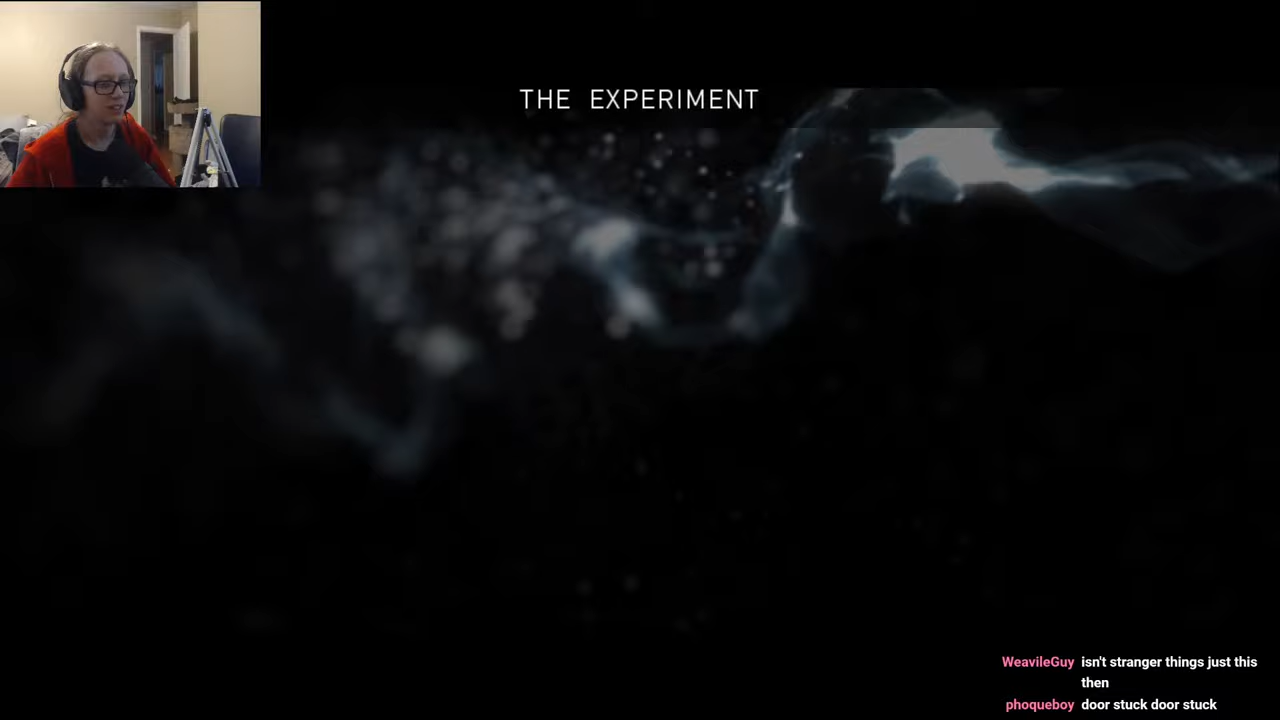 THE EXPERIMENT
WeavileGuy isn't stranger things just this
then
phoqueboy door stuck door stuck